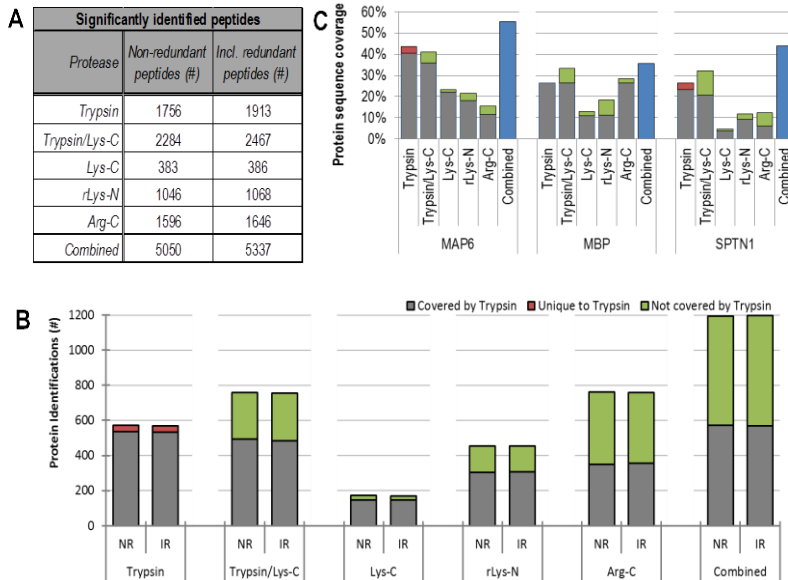 A
Significantly identified peptides
Protease Non-redundant peptides (#) Incl. redundant peptides (#)
Trypsin 1756 1913
Trypsin/Lys-C 2284 2467
Lys-C 383 386
rLys-N 1046 1068
Arg-C 1596 1646
Combined 5050 5337
C
Protein sequence coverage
60%
50%
40%
30%
20%
10%
0%
Trypsin Trypsin/Lys-C Lys-C rLys-N Arg-C Combined
Trypsin Trypsin/Lys-C Lys-C rLys-N Arg-C Combined
Trypsin Trypsin/Lys-C Lys-C rLys-N Arg-C Combined
MAP6 MBP SPTN1
B
Covered by Trypsin Unique to Trypsin Not covered by Trypsin
Protein Identifications (#)
1200
1000
800
600
400
200
0
NR IR NR IR NR IR NR IR NR IR NR IR
Trypsin Trypsin/Lys-C Lys-C rLys-N Arg-C Combined